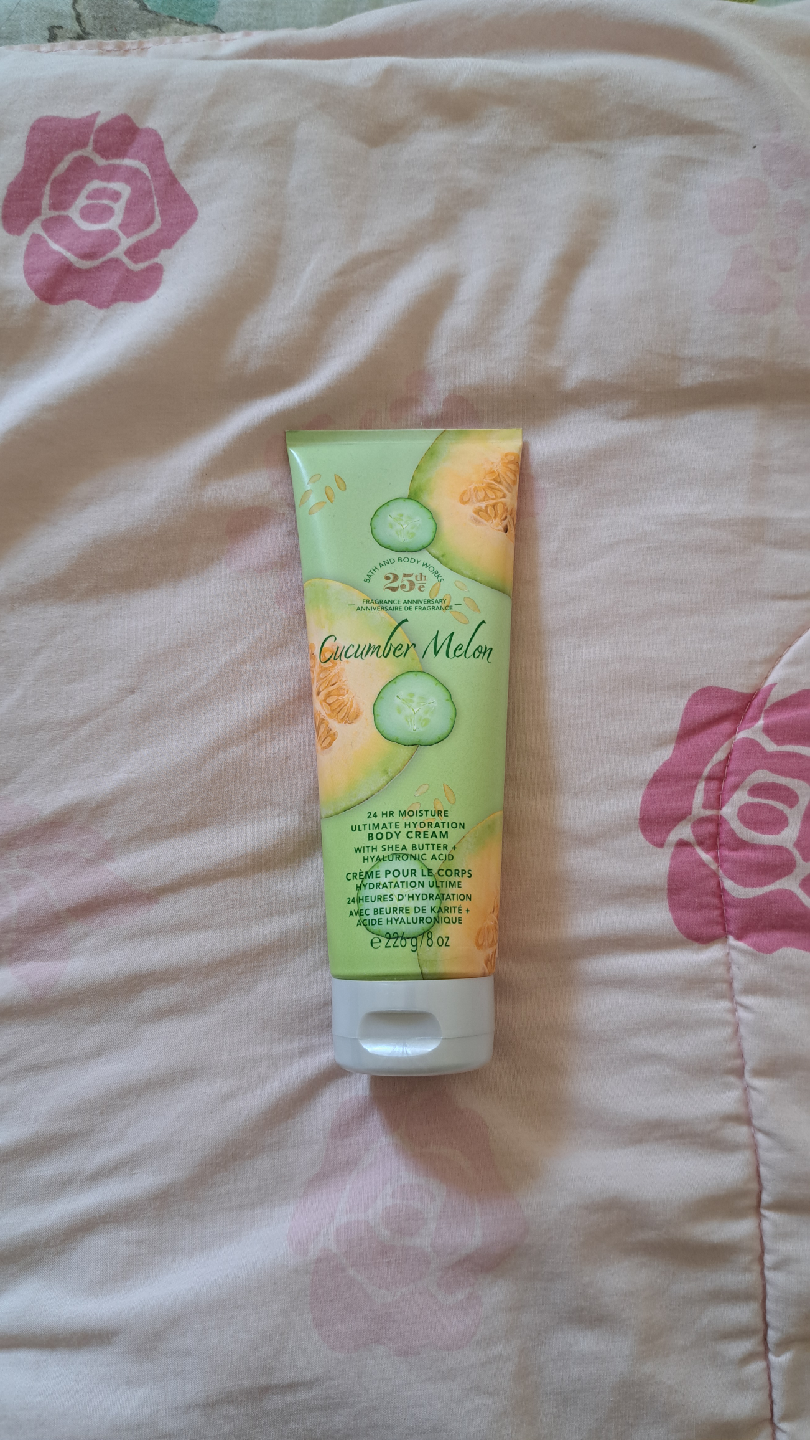 BATH AND BODY WORKS
25th/e
FRAGRANCE ANNIVERSARY
ANNIVERSAIRE DE FRAGRANCE
Cucumber Melon
24 HR MOISTURE
ULTIMATE HYDRATION
BODY CREAM
WITH SHEA BUTTER +
HYALURONIC ACID
CRÈME POUR LE CORPS
HYDRATATION ULTIME
24 HEURES D'HYDRATATION
AVEC BEURRE DE KARITÉ +
ACIDE HYALURONIQUE
℮ 226 g/8 oz